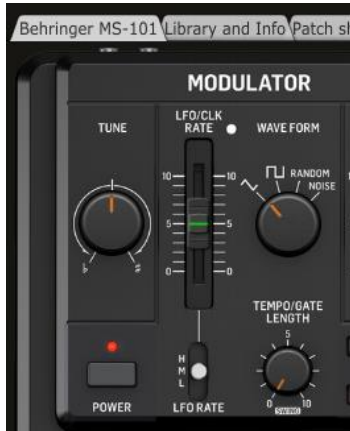 Behringer MS-101 Library and Info Patch sh
MODULATOR
TUNE
LFO/CLK
RATE
WAVE FORM
RANDOM
NOISE
10 10
5 5
0 0
♭ #
TEMPO/GATE
LENGTH
5
0 10
SWING
H
M
L
POWER
LFO RATE